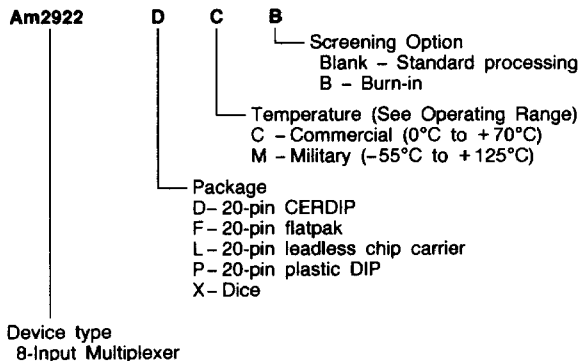 Am2922 D C B
Screening Option
Blank – Standard processing
B – Burn-in
Temperature (See Operating Range)
C – Commercial (0°C to +70°C)
M – Military (–55°C to +125°C)
Package
D– 20-pin CERDIP
F – 20-pin flatpak
L – 20-pin leadless chip carrier
P – 20-pin plastic DIP
X – Dice
Device type
8-Input Multiplexer